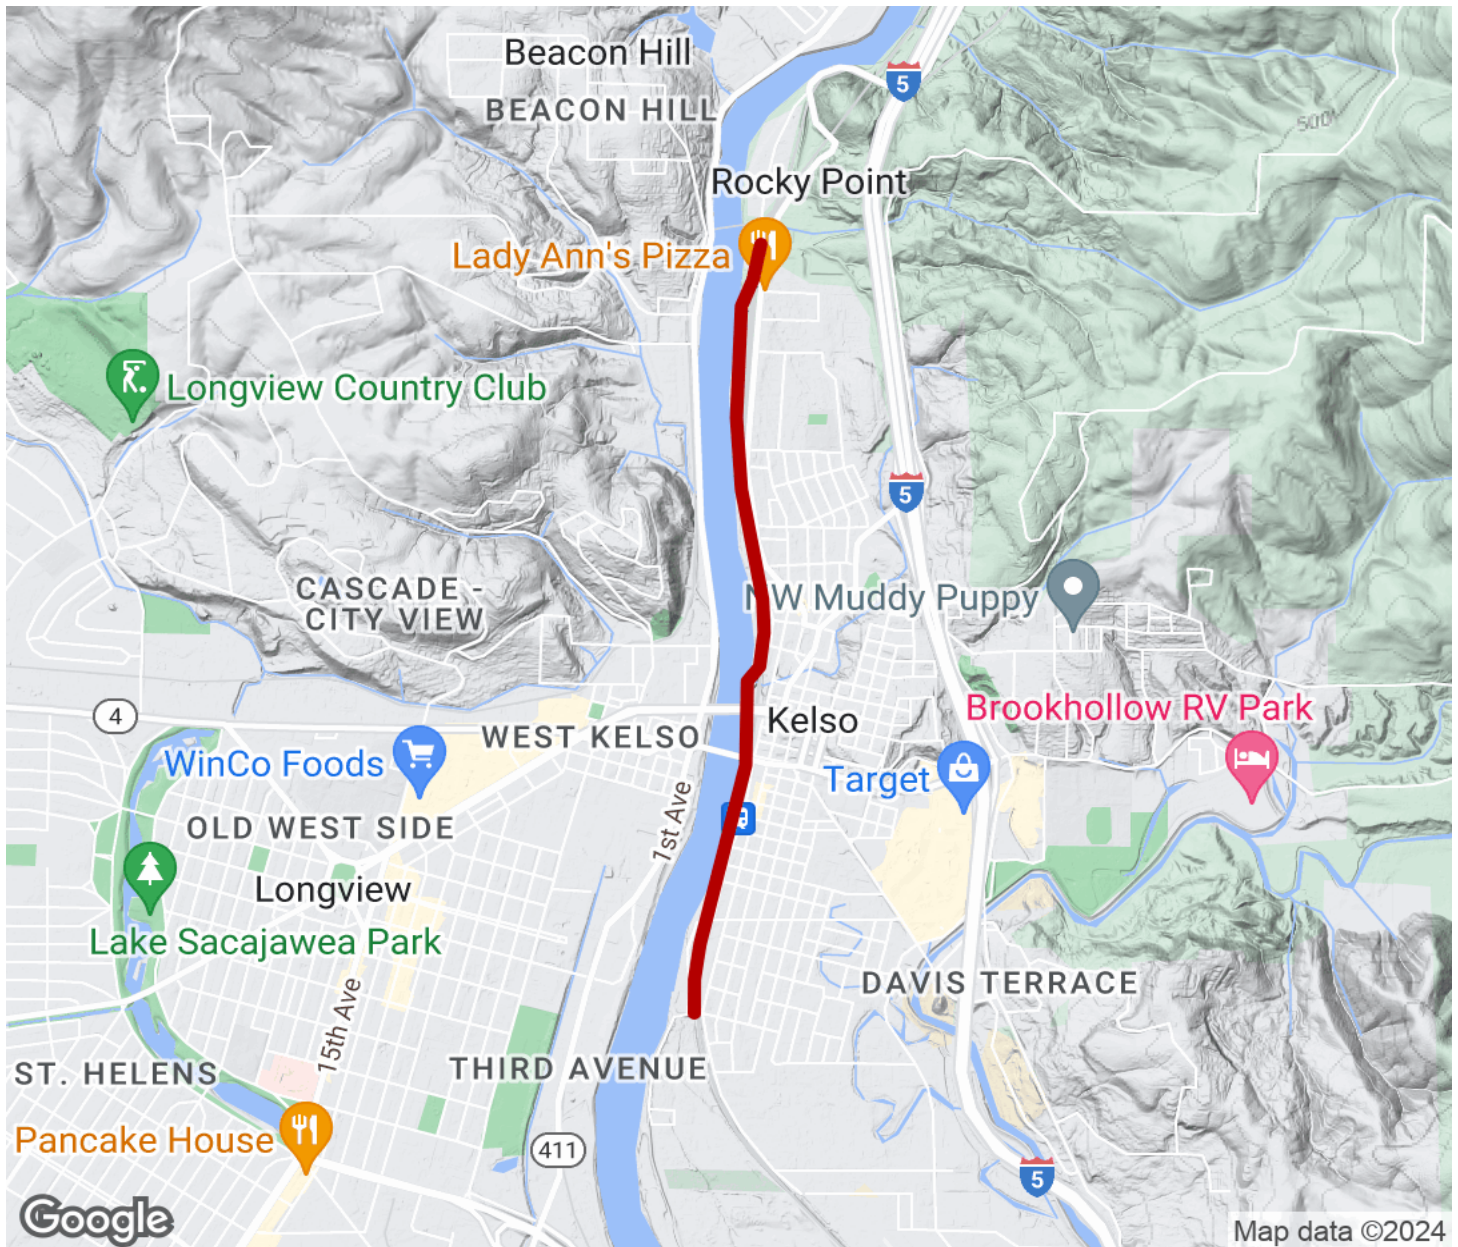 Beacon Hill
BEACON HILL
5
500
Rocky Point
Lady Ann's Pizza
Longview Country Club
5
CASCADE -
CITY VIEW
NW Muddy Puppy
4
WEST KELSO
Kelso
Brookhollow RV Park
WinCo Foods
Target
1st Ave
OLD WEST SIDE
Longview
Lake Sacajawea Park
DAVIS TERRACE
15th Ave
ST. HELENS
THIRD AVENUE
Pancake House
411
5
Google
Map data ©2024